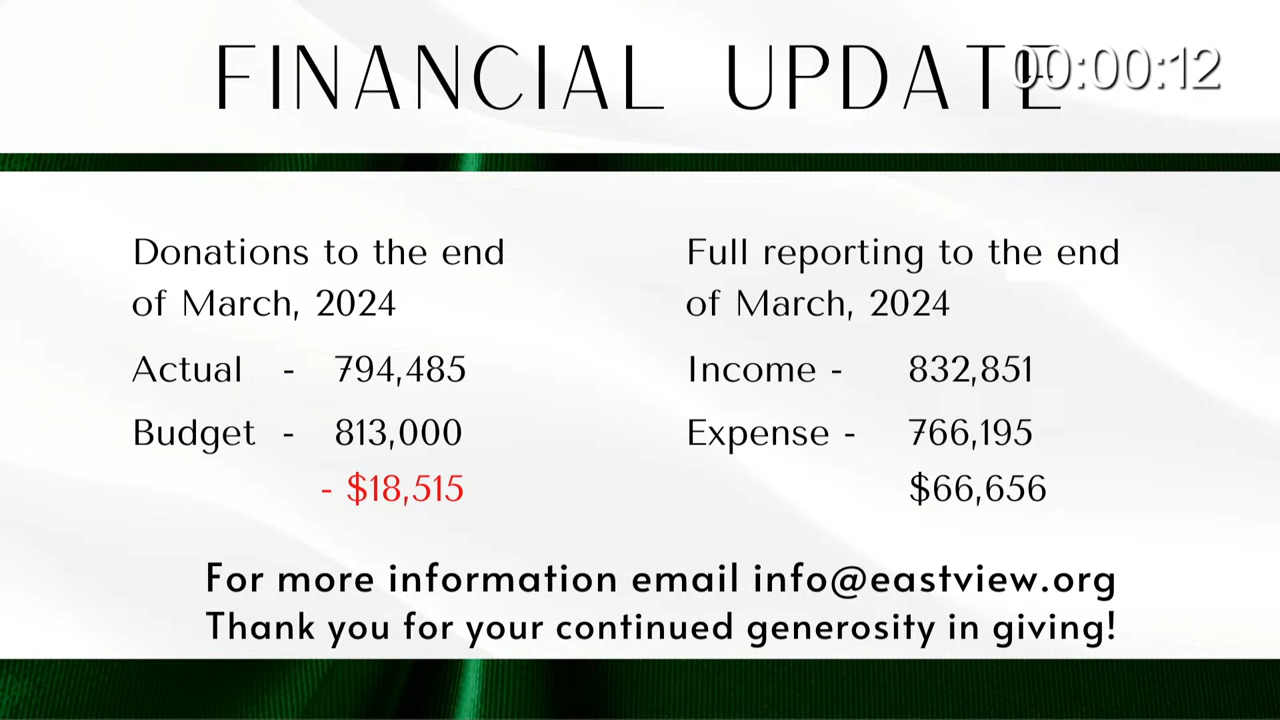 FINANCIAL UPDATE
00:00:12
Donations to the end
of March, 2024
Actual - 794,485
Budget - 813,000
- $18,515
Full reporting to the end
of March, 2024
Income - 832,851
Expense - 766,195
$66,656
For more information email info@eastview.org
Thank you for your continued generosity in giving!